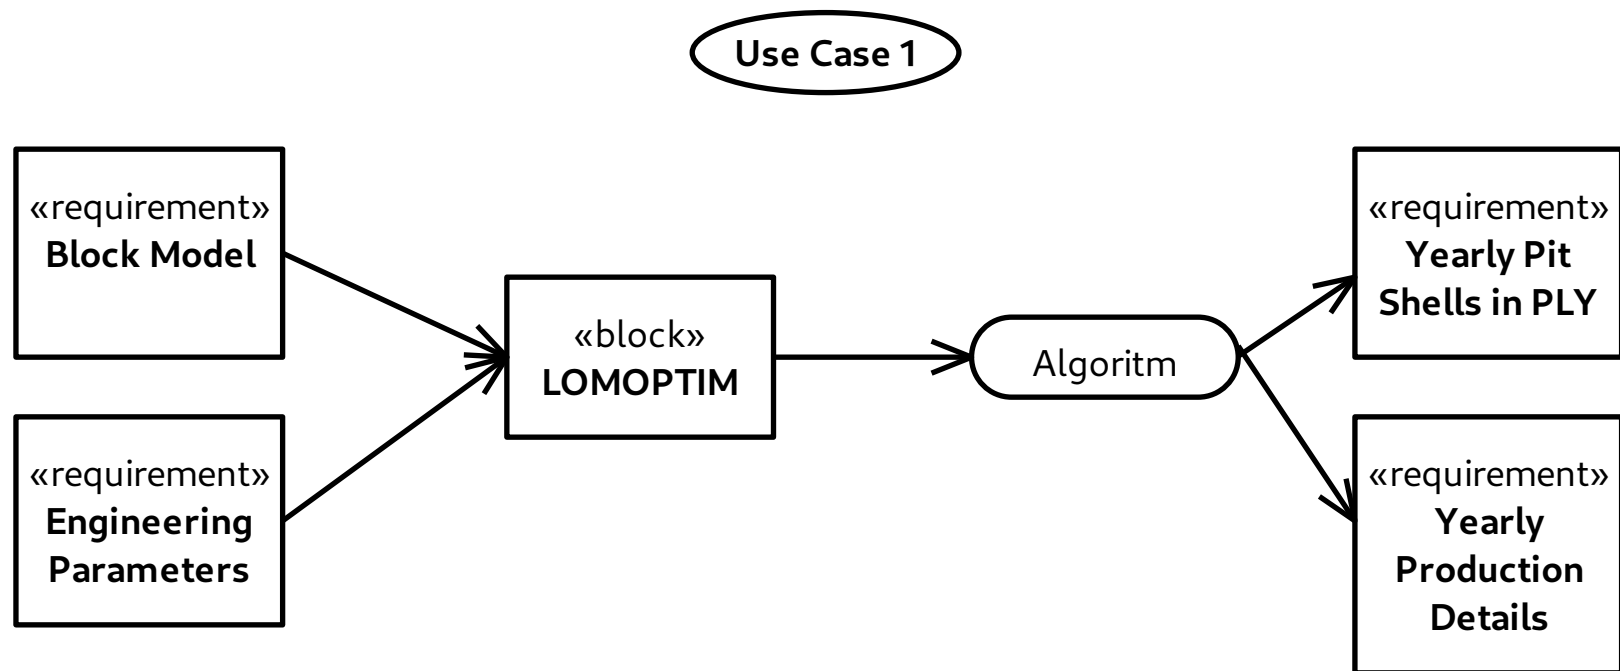 Use Case 1
«requirement»
Block Model
«requirement»
Engineering
Parameters
«block»
LOMOPTIM
Algoritm
«requirement»
Yearly Pit
Shells in PLY
«requirement»
Yearly
Production
Details